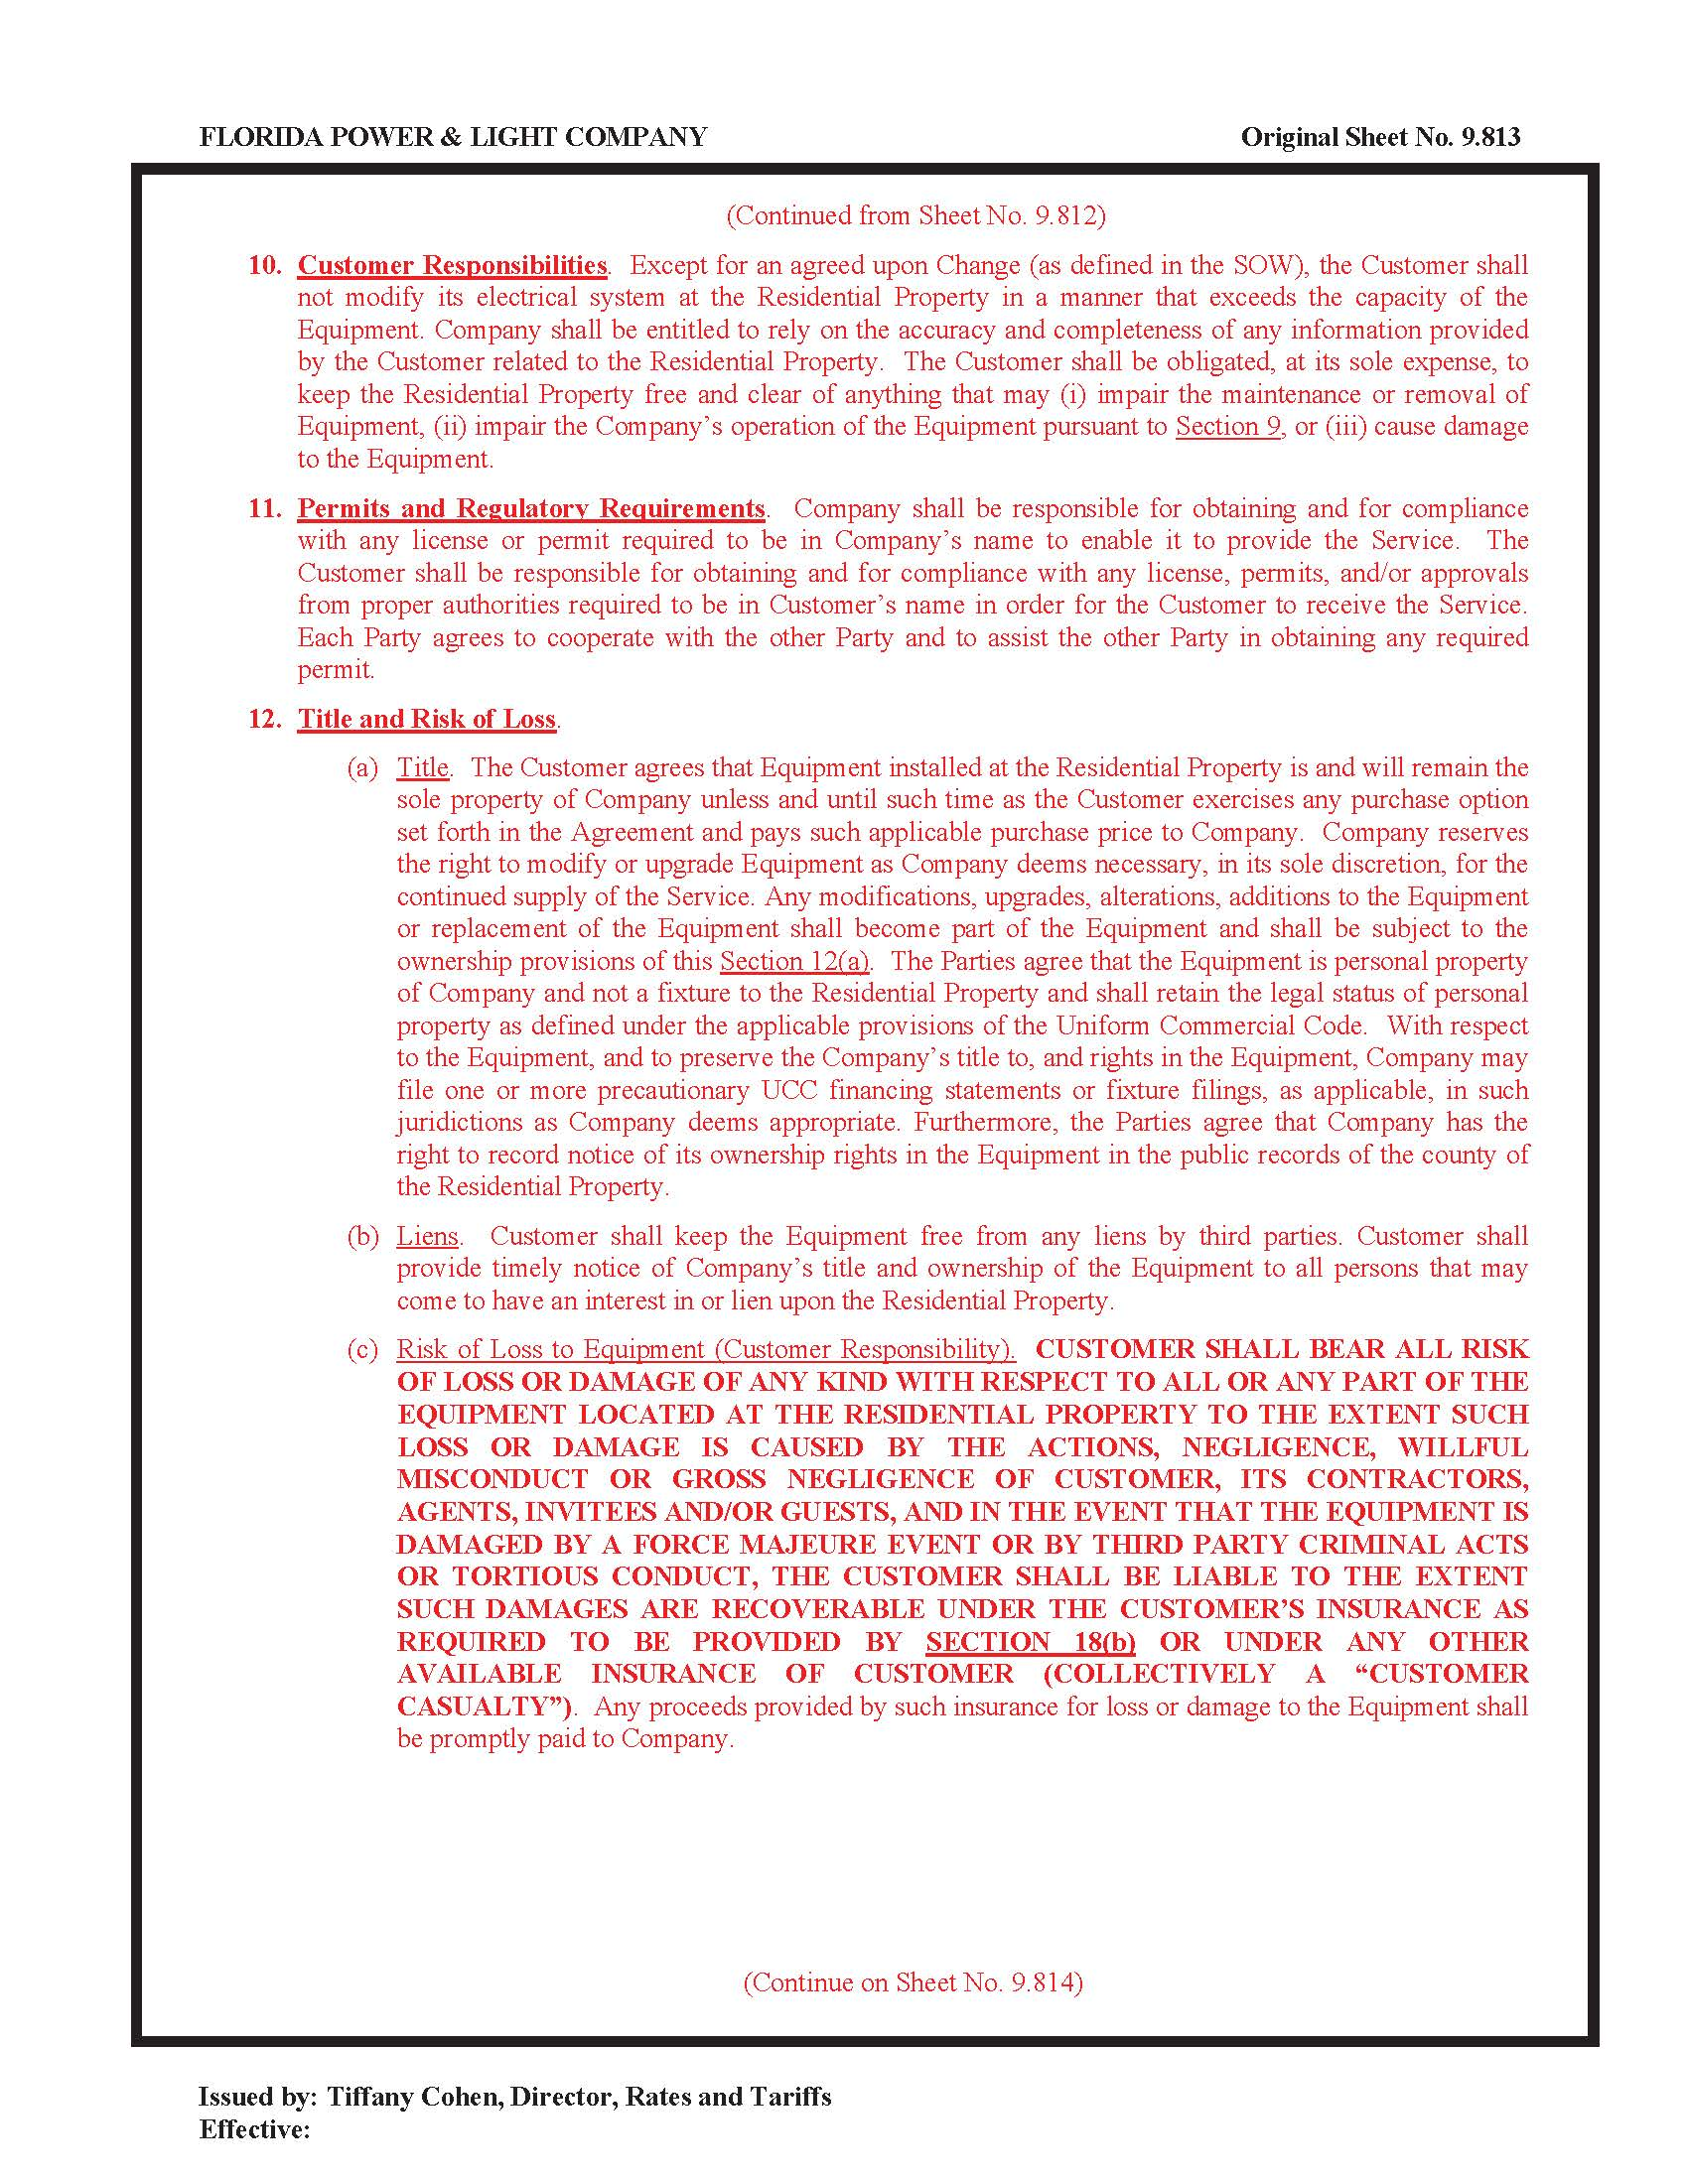 FLORIDA POWER & LIGHT COMPANY Original Sheet No. 9.813
(Continued from Sheet No. 9.812)
10. Customer Responsibilities. Except for an agreed upon Change (as defined in the SOW), the Customer shall
not modify its electrical system at the Residential Property in a manner that exceeds the capacity of the
Equipment. Company shall be entitled to rely on the accuracy and completeness of any information provided
by the Customer related to the Residential Property. The Customer shall be obligated, at its sole expense, to
keep the Residential Property free and clear of anything that may (i) impair the maintenance or removal of
Equipment, (ii) impair the Company’s operation of the Equipment pursuant to Section 9, or (iii) cause damage
to the Equipment.
11. Permits and Regulatory Requirements. Company shall be responsible for obtaining and for compliance
with any license or permit required to be in Company’s name to enable it to provide the Service. The
Customer shall be responsible for obtaining and for compliance with any license, permits, and/or approvals
from proper authorities required to be in Customer’s name in order for the Customer to receive the Service.
Each Party agrees to cooperate with the other Party and to assist the other Party in obtaining any required
permit.
12. Title and Risk of Loss.
(a) Title. The Customer agrees that Equipment installed at the Residential Property is and will remain the
sole property of Company unless and until such time as the Customer exercises any purchase option
set forth in the Agreement and pays such applicable purchase price to Company. Company reserves
the right to modify or upgrade Equipment as Company deems necessary, in its sole discretion, for the
continued supply of the Service. Any modifications, upgrades, alterations, additions to the Equipment
or replacement of the Equipment shall become part of the Equipment and shall be subject to the
ownership provisions of this Section 12(a). The Parties agree that the Equipment is personal property
of Company and not a fixture to the Residential Property and shall retain the legal status of personal
property as defined under the applicable provisions of the Uniform Commercial Code. With respect
to the Equipment, and to preserve the Company’s title to, and rights in the Equipment, Company may
file one or more precautionary UCC financing statements or fixture filings, as applicable, in such
juridictions as Company deems appropriate. Furthermore, the Parties agree that Company has the
right to record notice of its ownership rights in the Equipment in the public records of the county of
the Residential Property.
(b) Liens. Customer shall keep the Equipment free from any liens by third parties. Customer shall
provide timely notice of Company’s title and ownership of the Equipment to all persons that may
come to have an interest in or lien upon the Residential Property.
(c) Risk of Loss to Equipment (Customer Responsibility). CUSTOMER SHALL BEAR ALL RISK
OF LOSS OR DAMAGE OF ANY KIND WITH RESPECT TO ALL OR ANY PART OF THE
EQUIPMENT LOCATED AT THE RESIDENTIAL PROPERTY TO THE EXTENT SUCH
LOSS OR DAMAGE IS CAUSED BY THE ACTIONS, NEGLIGENCE, WILLFUL
MISCONDUCT OR GROSS NEGLIGENCE OF CUSTOMER, ITS CONTRACTORS,
AGENTS, INVITEES AND/OR GUESTS, AND IN THE EVENT THAT THE EQUIPMENT IS
DAMAGED BY A FORCE MAJEURE EVENT OR BY THIRD PARTY CRIMINAL ACTS
OR TORTIOUS CONDUCT, THE CUSTOMER SHALL BE LIABLE TO THE EXTENT
SUCH DAMAGES ARE RECOVERABLE UNDER THE CUSTOMER’S INSURANCE AS
REQUIRED TO BE PROVIDED BY SECTION 18(b) OR UNDER ANY OTHER
AVAILABLE INSURANCE OF CUSTOMER (COLLECTIVELY A “CUSTOMER
CASUALTY”). Any proceeds provided by such insurance for loss or damage to the Equipment shall
be promptly paid to Company.
(Continue on Sheet No. 9.814)
Issued by: Tiffany Cohen, Director, Rates and Tariffs
Effective: